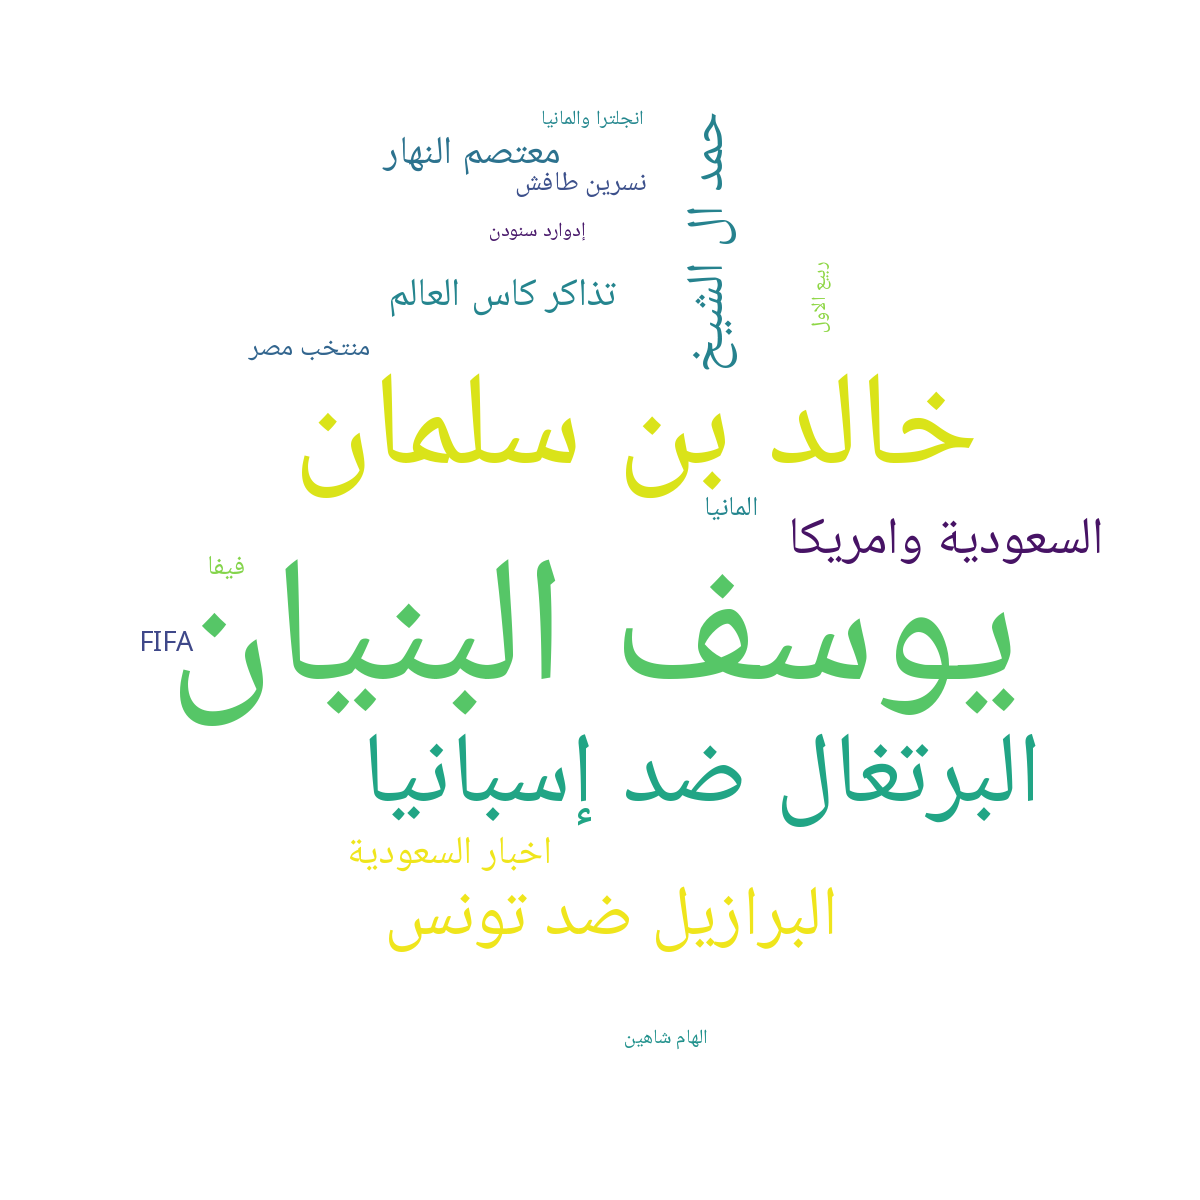 انجلترا والمانيا
معتصم النهار
نسرين طافش
حمد ال الشيخ
إدوارد سنودن
ربيع الاول
تذاكر كاس العالم
منتخب مصر
خالد بن سلمان
المانيا
السعودية وامريكا
فيفا
يوسف البنيان
FIFA
البرتغال ضد إسبانيا
اخبار السعودية
البرازيل ضد تونس
الهام شاهين